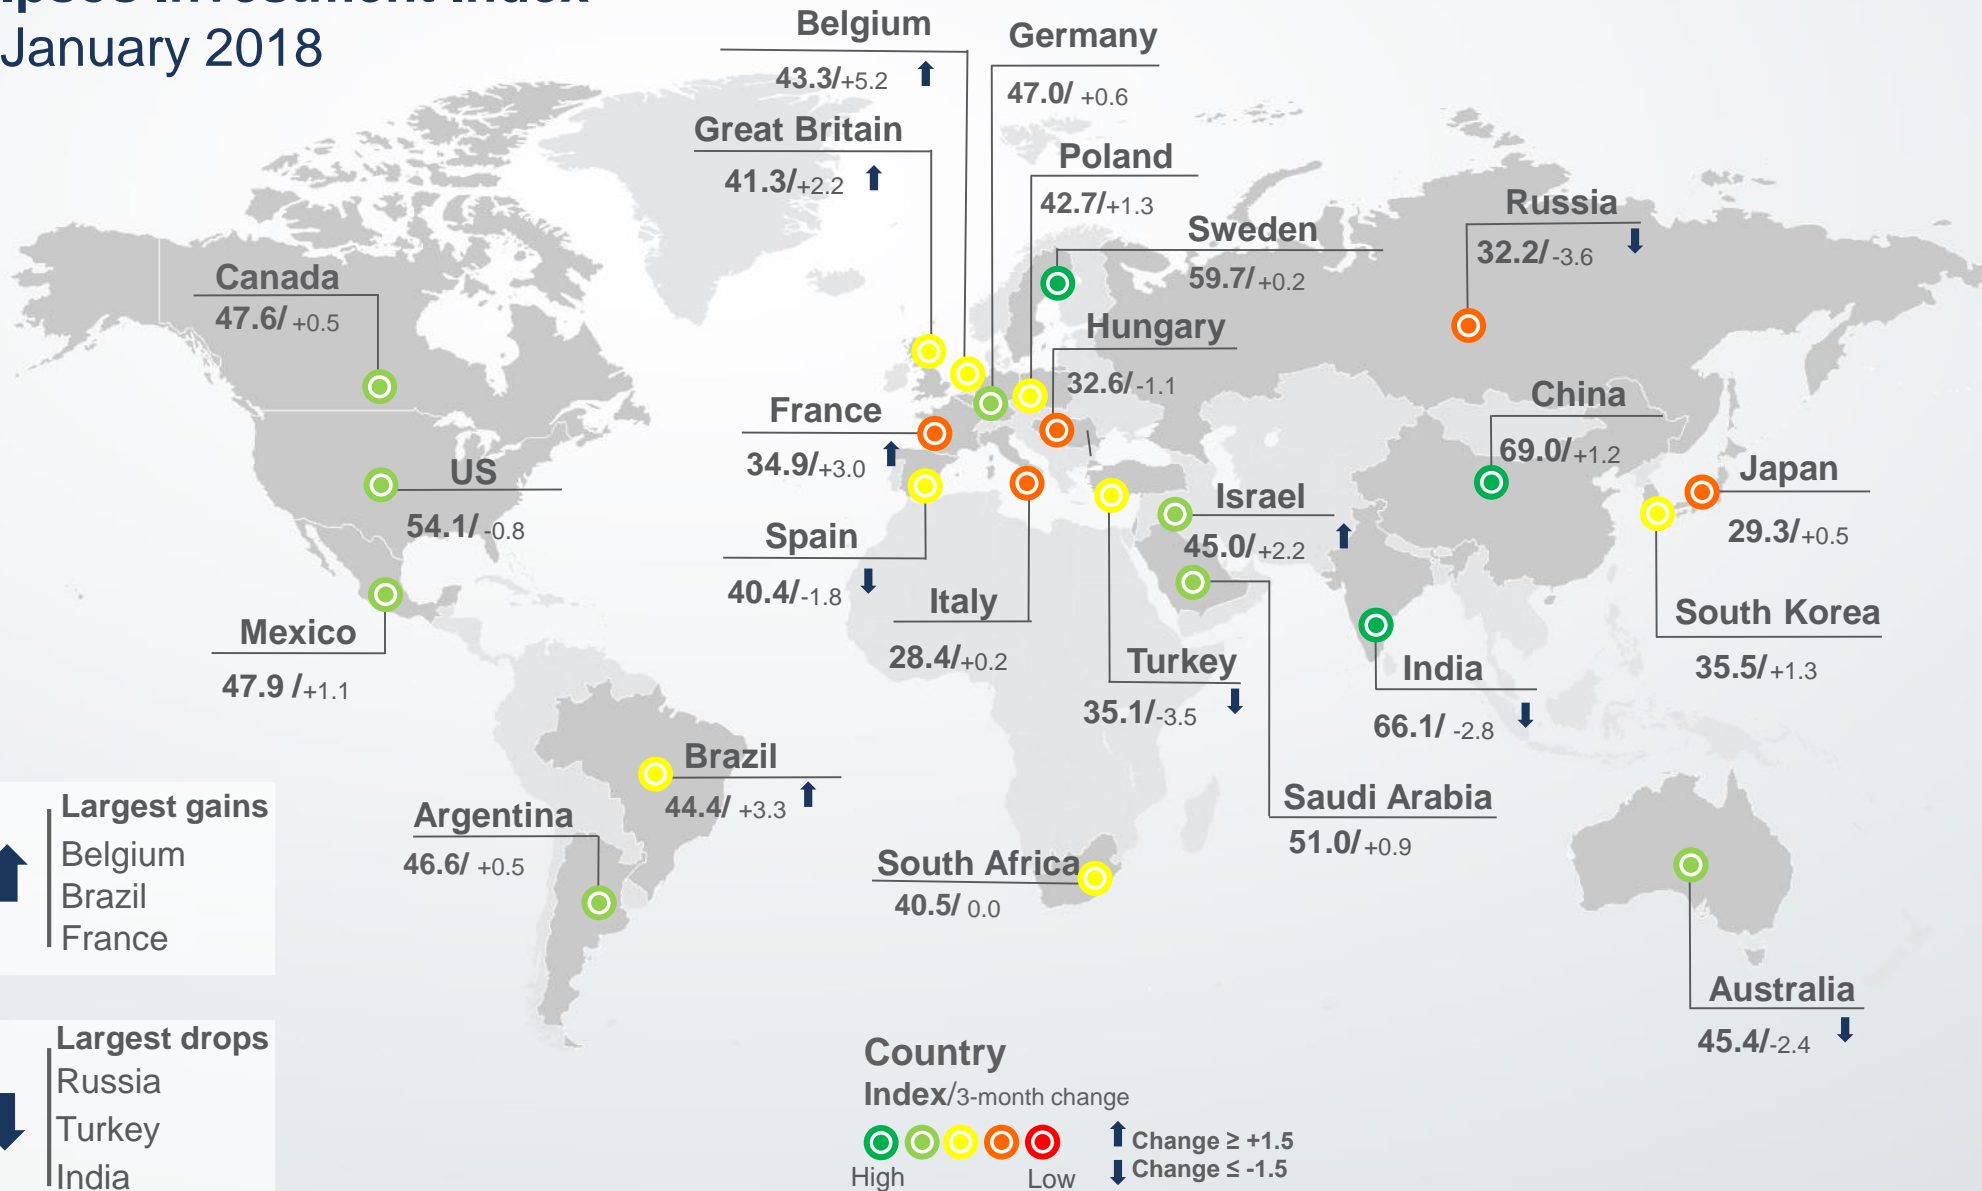 Ipsos Investment Index
January 2018
Belgium
43.3/+5.2
Germany
47.0/ +0.6
Great Britain
41.3/+2.2
Poland
42.7/+1.3
Sweden
59.7/+0.2
Russia
32.2/ -3.6
Canada
47.6/ +0.5
Hungary
32.6/ -1.1
China
69.0/+1.2
France
34.9/+3.0
US
54.1/ -0.8
Japan
29.3/+0.5
Israel
45.0/+2.2
Spain
40.4/-1.8
Italy
28.4/+0.2
Mexico
47.9 /+1.1
South Korea
35.5/+1.3
Turkey
35.1/-3.5
India
66.1/ -2.8
Brazil
44.4/ +3.3
Argentina
46.6/ +0.5
Saudi Arabia
51.0/+0.9
South Africa
40.5/ 0.0
Australia
45.4/-2.4
Largest gains
Belgium
Brazil
France
Largest drops
Russia
Turkey
India
Country
Index/3-month change
High
Low
Change ≥ +1.5
Change ≤ -1.5